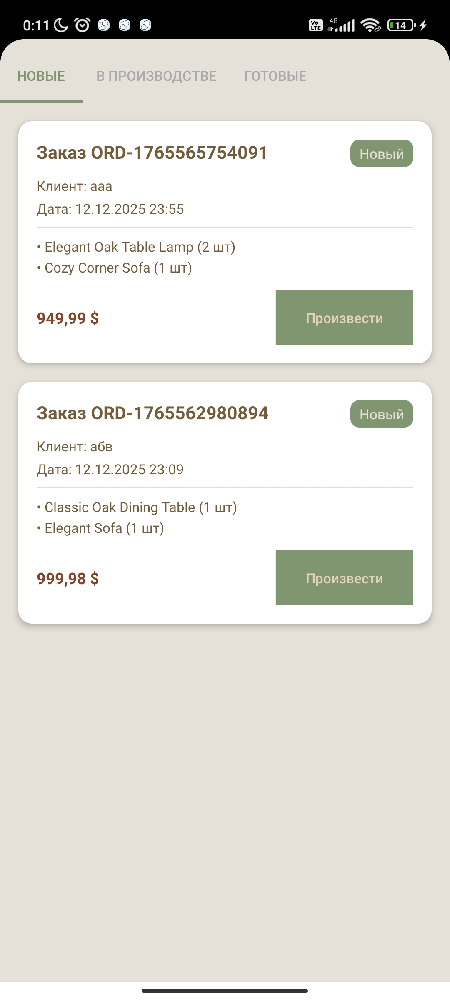 0:11
Vo LTE 4G 14
НОВЫЕ В ПРОИЗВОДСТВЕ ГОТОВЫЕ
Заказ ORD-1765565754091 Новый
Клиент: ааа
Дата: 12.12.2025 23:55
• Elegant Oak Table Lamp (2 шт)
• Cozy Corner Sofa (1 шт)
949,99 $ Произвести
Заказ ORD-1765562980894 Новый
Клиент: абв
Дата: 12.12.2025 23:09
• Classic Oak Dining Table (1 шт)
• Elegant Sofa (1 шт)
999,98 $ Произвести